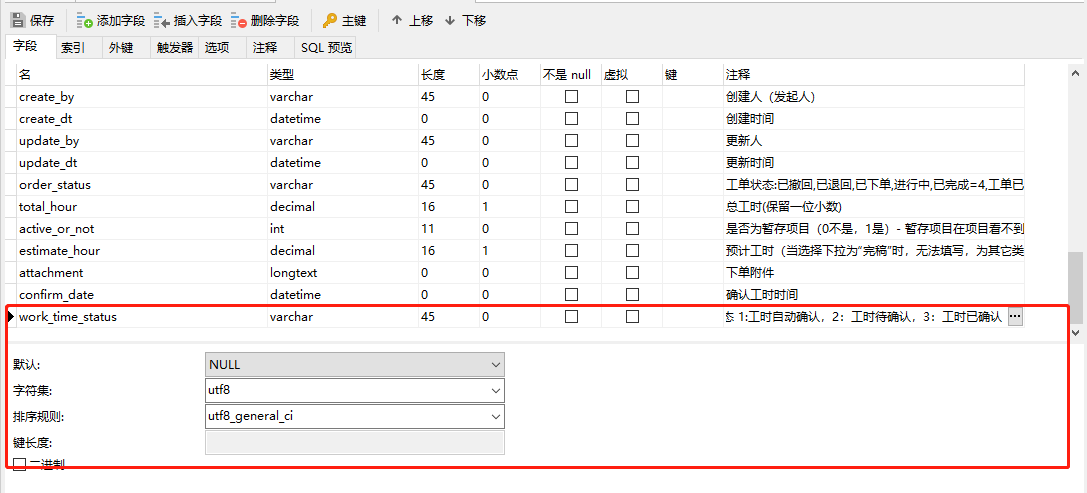 保存 添加字段 插入字段 删除字段 主键 上移 下移
字段 索引 外键 触发器 选项 注释 SQL 预览
名 类型 长度 小数点 不是 null 虚拟 键 注释
create_by varchar 45 0 创建人（发起人）
create_dt datetime 0 0 创建时间
update_by varchar 45 0 更新人
update_dt datetime 0 0 更新时间
order_status varchar 45 0 工单状态:已撤回,已退回,已下单,进行中,已完成=4,工单已
total_hour decimal 16 1 总工时(保留一位小数)
active_or_not int 11 0 是否为暂存项目（0不是，1是）- 暂存项目在项目看不到
estimate_hour decimal 16 1 预计工时（当选择下拉为“完稿”时，无法填写，为其它类
attachment longtext 0 0 下单附件
confirm_date datetime 0 0 确认工时时间
work_time_status varchar 45 0 态 1:工时自动确认，2：工时待确认，3：工时已确认 ...
默认: NULL
字符集: utf8
排序规则: utf8_general_ci
键长度:
二进制